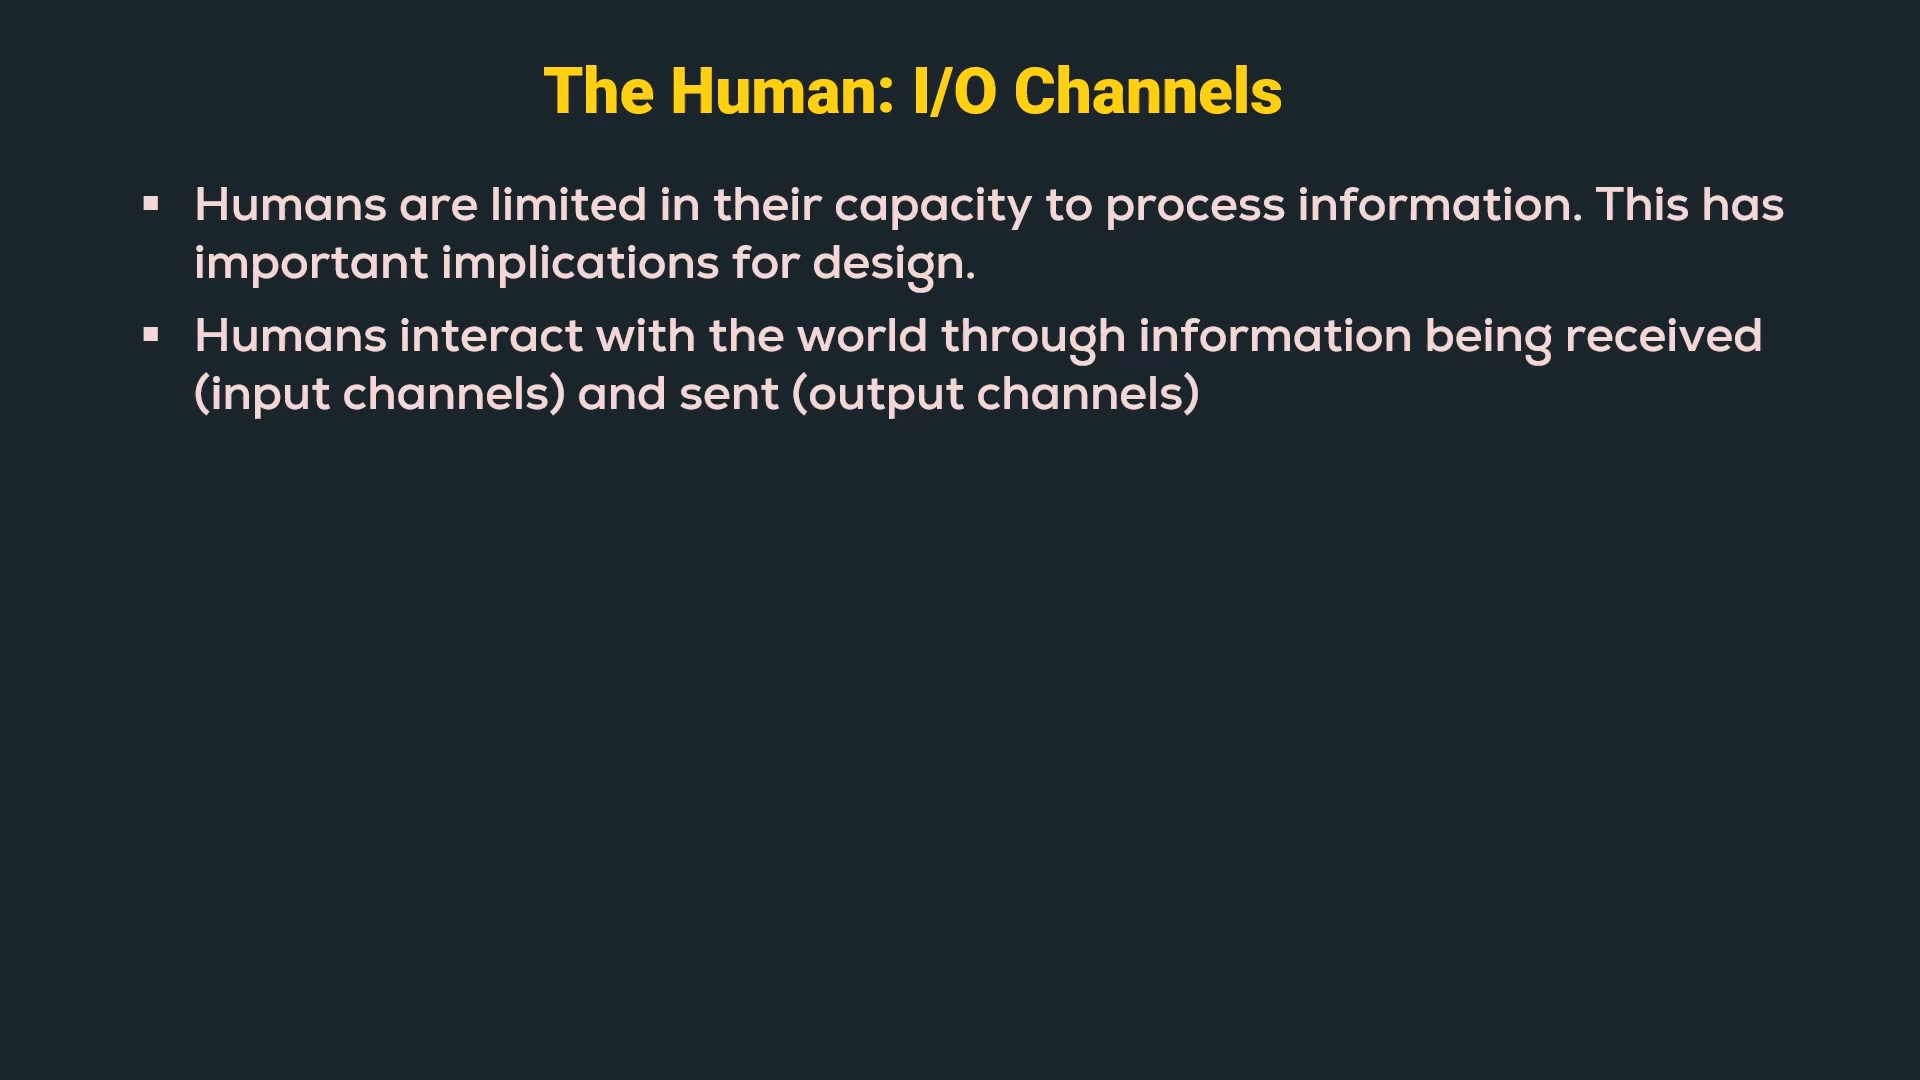 The Human: I/O Channels
▪ Humans are limited in their capacity to process information. This has
important implications for design.
▪ Humans interact with the world through information being received
(input channels) and sent (output channels)